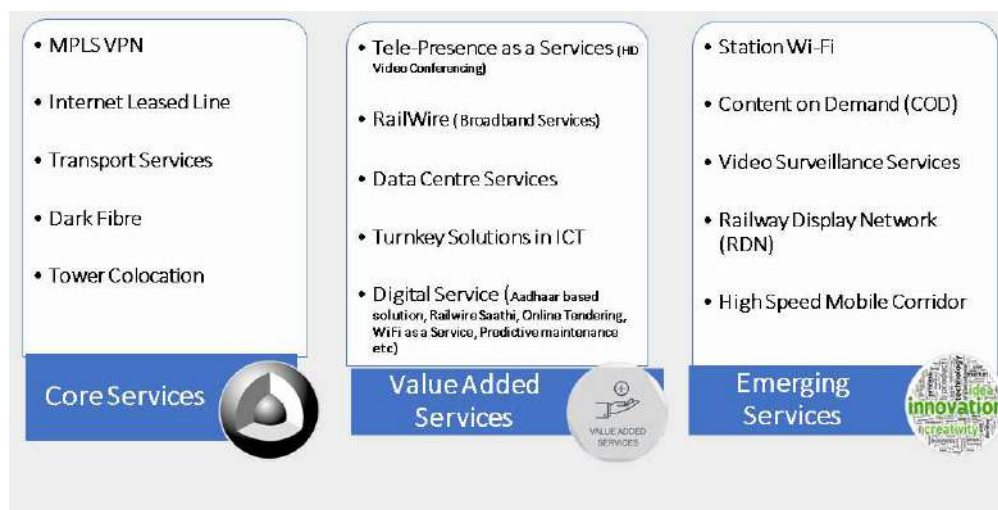 • MPLS VPN
• Internet Leased Line
• Transport Services
• Dark Fibre
• Tower Colocation
Core Services
• Tele-Presence as a Services (HD
Video Conferencing)
• RailWire (Broadband Services)
• Data Centre Services
• Turnkey Solutions in ICT
• Digital Service (Aadhaar based
solution, Railwire Saathi, Online Tendering,
WiFi as a Service, Predictive maintenance
etc)
Value Added
Services
VALUE ADDED
SERVICES
• Station Wi-Fi
• Content on Demand (COD)
• Video Surveillance Services
• Railway Display Network
(RDN)
• High Speed Mobile Corridor
Emerging
Services
technology
idea
innovation
creativity